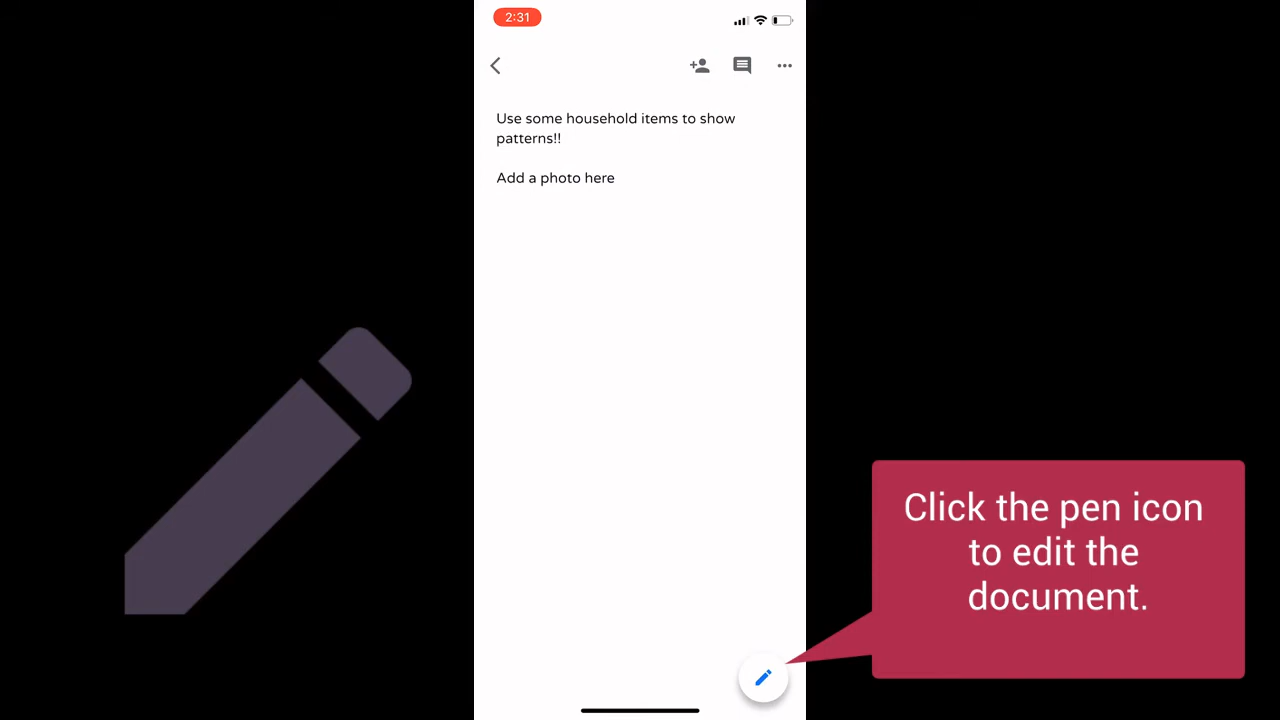 2:31
Use some household items to show
patterns!!
Add a photo here
Click the pen icon
to edit the
document.